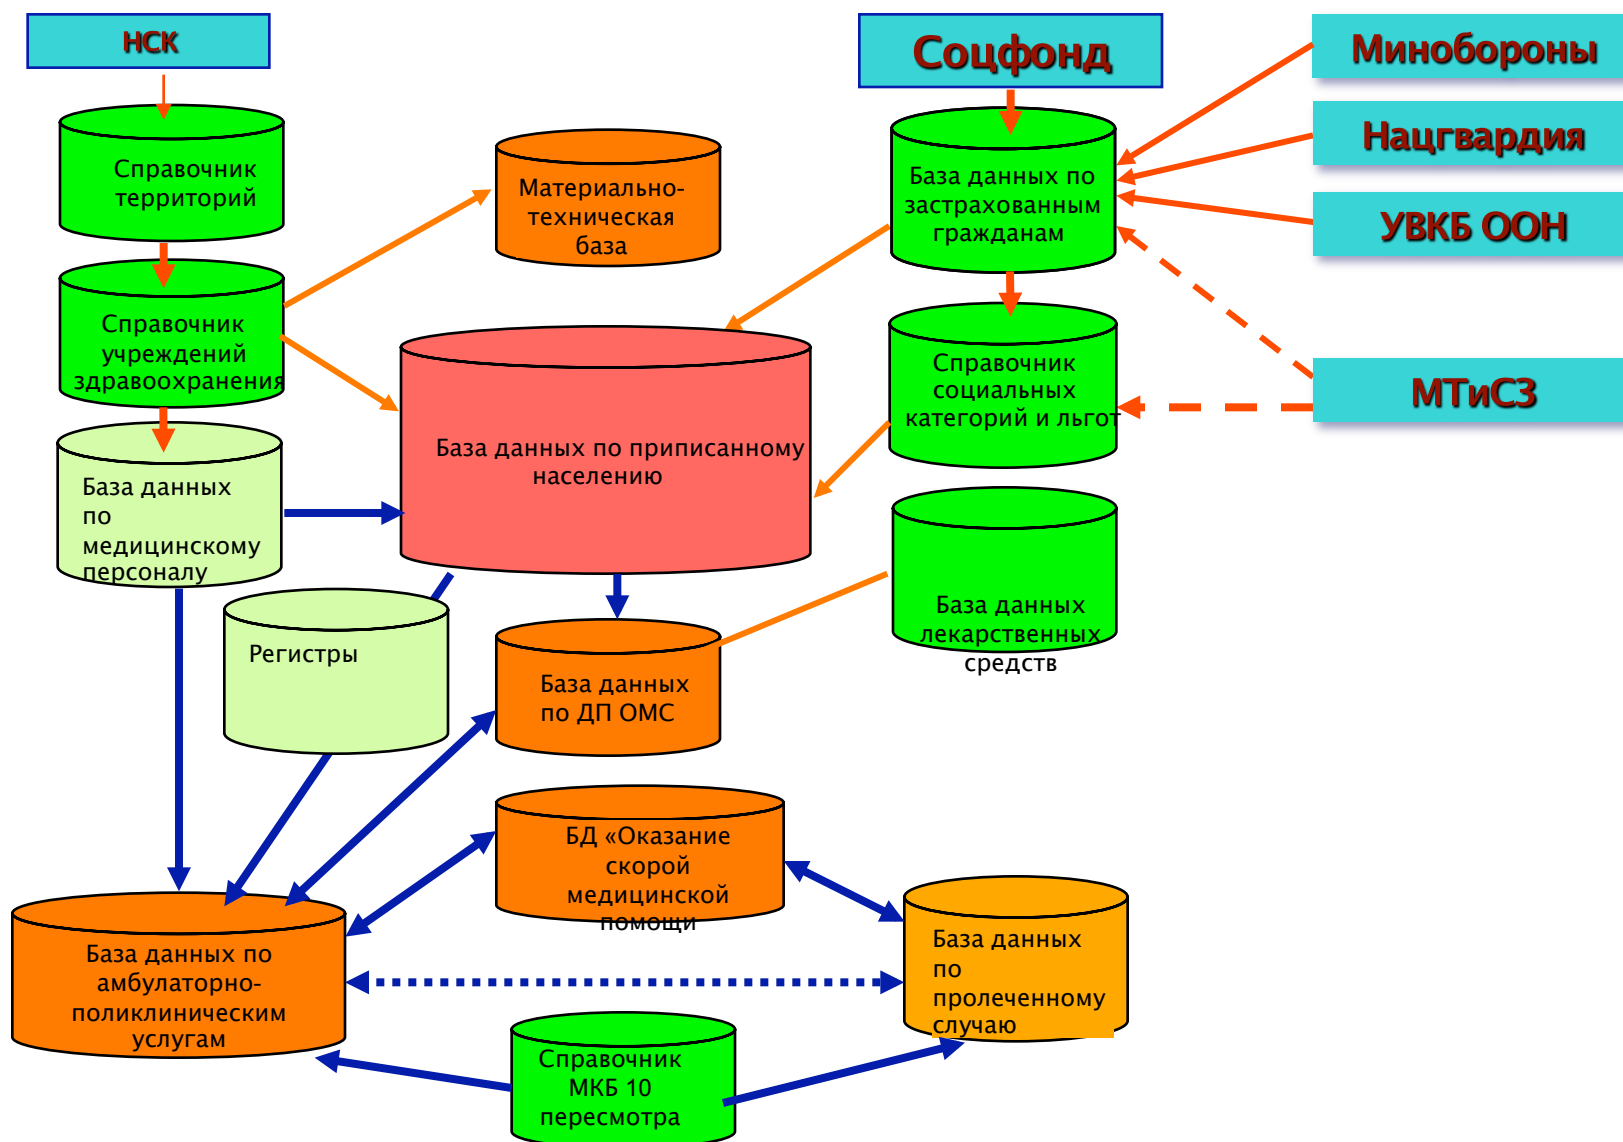 НСК
Соцфонд
Минобороны
Нацгвардия
УВКБ ООН
МТиСЗ
Справочник
территорий
Материально-
техническая
база
База данных по
застрахованным
гражданам
Справочник
учреждений
здравоохранения
Справочник
социальных
категорий и льгот
База данных по приписанному
населению
База данных
по
медицинскому
персоналу
База данных
лекарственных
средств
Регистры
База данных
по ДП ОМС
БД «Оказание
скорой
медицинской
помощи
База данных по
амбулаторно-
поликлиническим
услугам
База данных
по
пролеченному
случаю
Справочник
МКБ 10
пересмотра